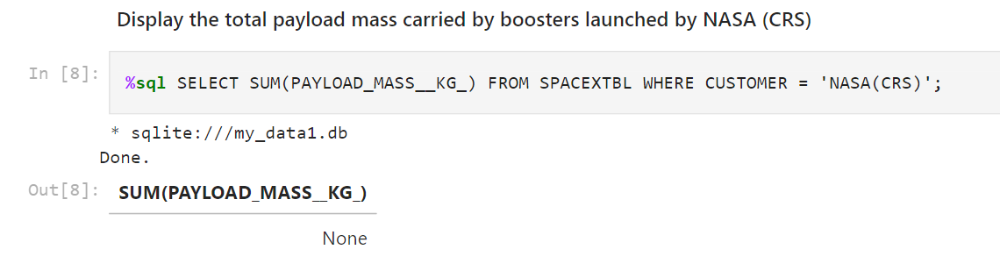 Display the total payload mass carried by boosters launched by NASA (CRS)
In [8]: %sql SELECT SUM(PAYLOAD_MASS__KG_) FROM SPACEXTBL WHERE CUSTOMER = 'NASA(CRS)';
* sqlite:///my_data1.db
Done.
Out[8]: SUM(PAYLOAD_MASS__KG_)
None